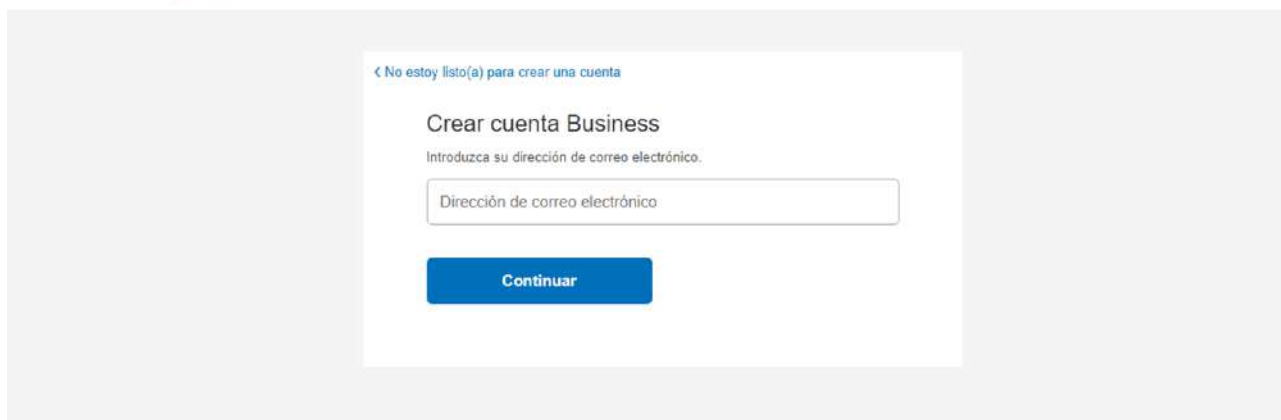 < No estoy listo(a) para crear una cuenta
Crear cuenta Business
Introduzca su dirección de correo electrónico.
Dirección de correo electrónico
Continuar